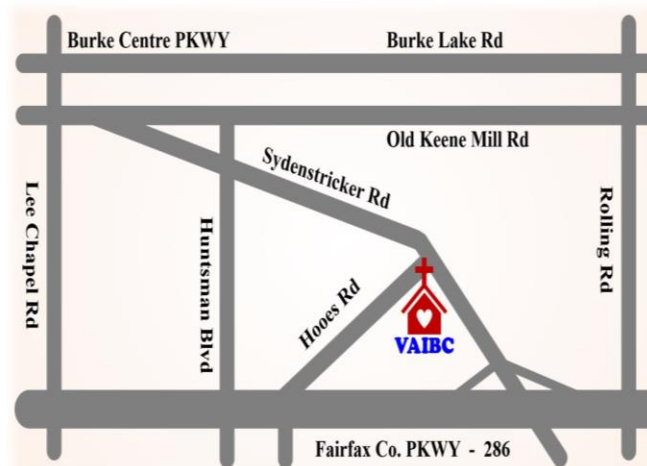 Burke Centre PKWY
Burke Lake Rd
Old Keene Mill Rd
Sydenstricker Rd
Lee Chapel Rd
Huntsman Blvd
Hooes Rd
Rolling Rd
VAIBC
Fairfax Co. PKWY - 286